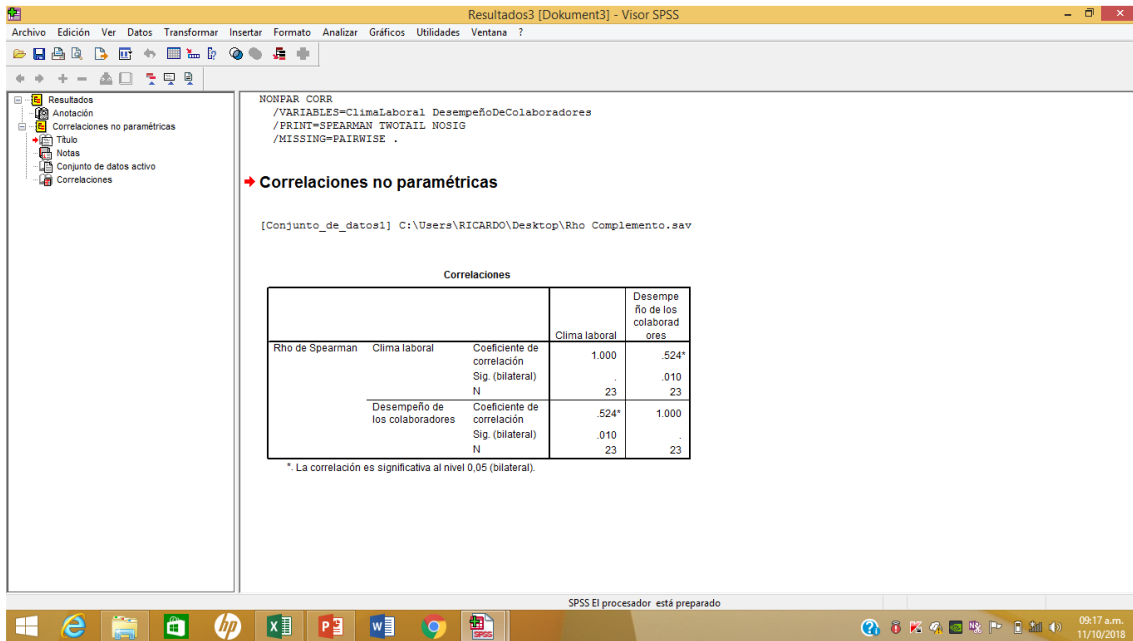 Resultados3 [Dokument3] - Visor SPSS
Archivo Edición Ver Datos Transformar Insertar Formato Analizar Gráficos Utilidades Ventana ?
Resultados
Anotación
Correlaciones no paramétricas
Título
Notas
Conjunto de datos activo
Correlaciones
NONPAR CORR
/VARIABLES=ClimaLaboral DesempeñoDeColaboradores
/PRINT=SPEARMAN TWOTAIL NOSIG
/MISSING=PAIRWISE .
Correlaciones no paramétricas
[Conjunto_de_datos1] C:\Users\RICARDO\Desktop\Rho Complemento.sav
Correlaciones
Clima laboral
Desempe
ño de los
colaborad
ores
Rho de Spearman Clima laboral Coeficiente de
correlación 1.000 .524*
Sig. (bilateral) . .010
N 23 23
Desempeño de
los colaboradores
Coeficiente de
correlación .524* 1.000
Sig. (bilateral) .010 .
N 23 23
*. La correlación es significativa al nivel 0,05 (bilateral).
SPSS El procesador está preparado
09:17 a.m.
11/10/2018